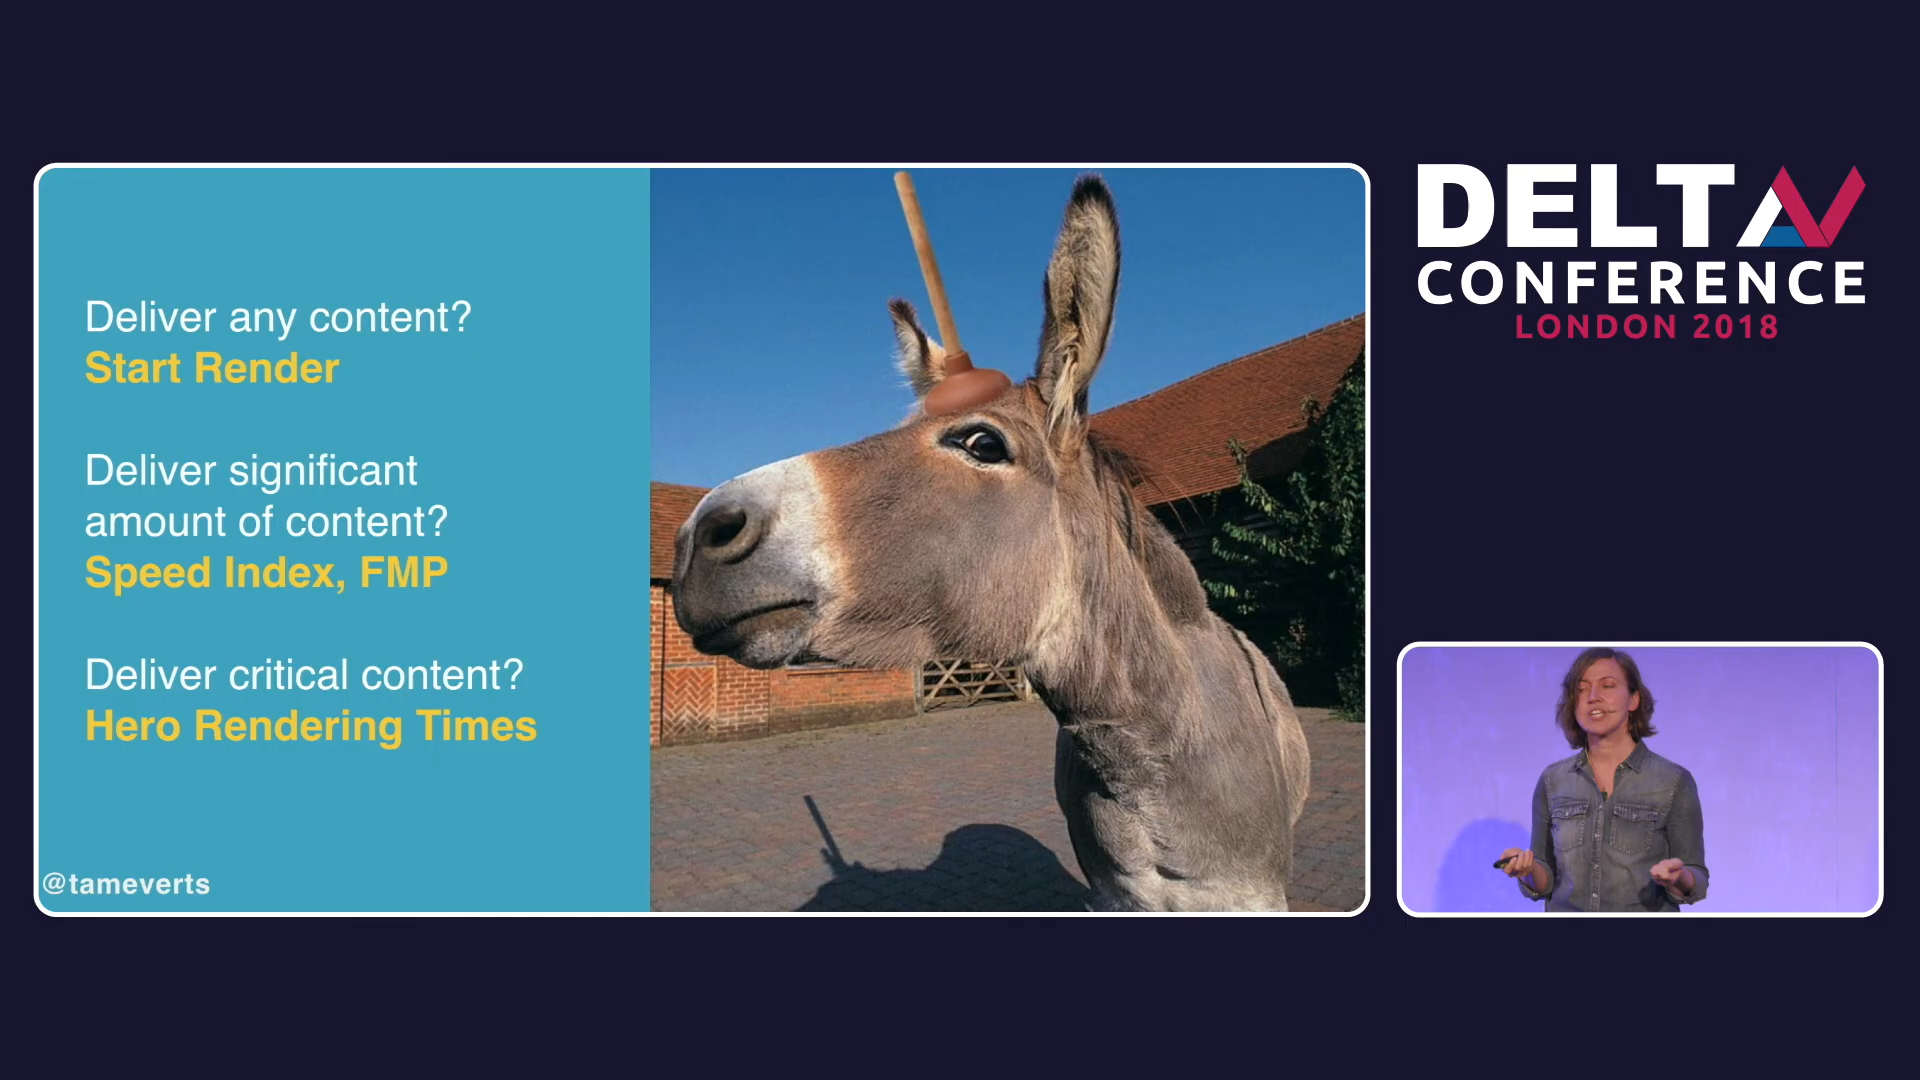 Deliver any content?
Start Render
Deliver significant
amount of content?
Speed Index, FMP
Deliver critical content?
Hero Rendering Times
@tameverts
DELTAV
CONFERENCE
LONDON 2018